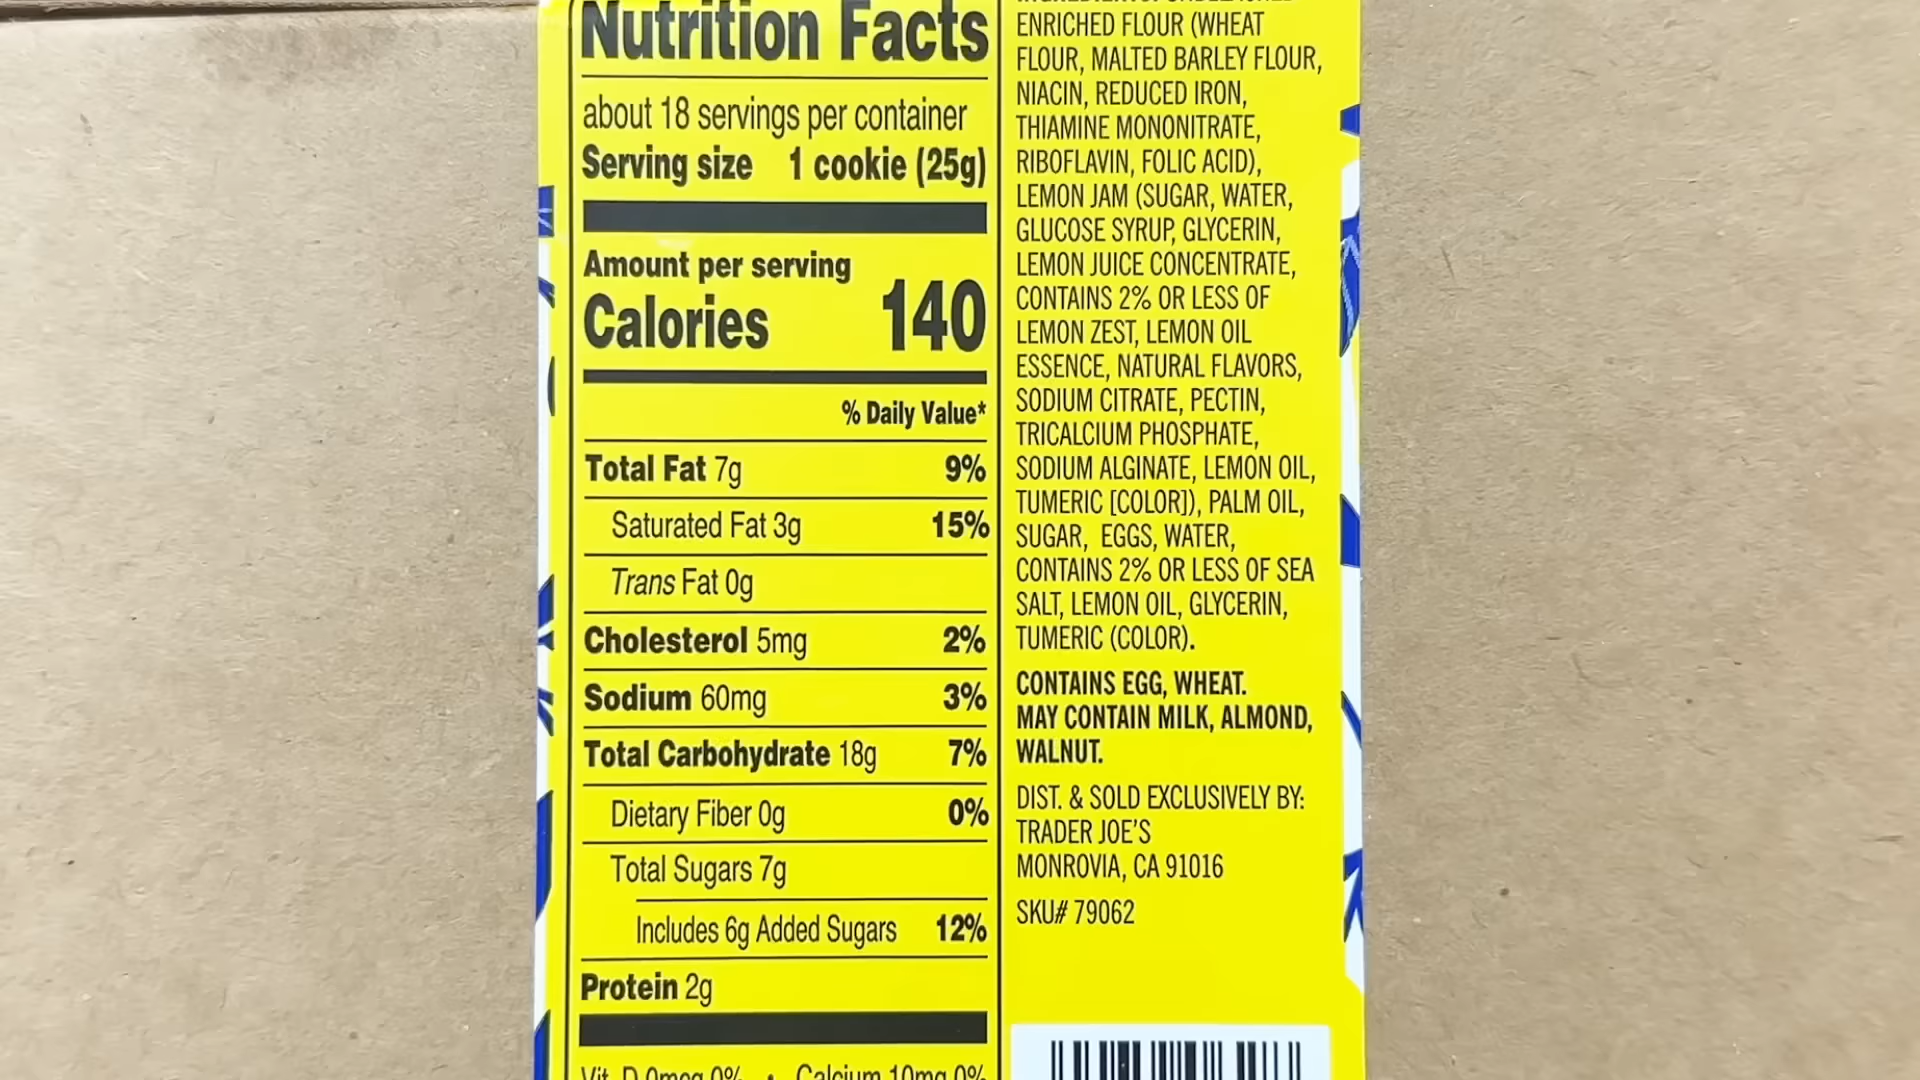 Nutrition Facts
about 18 servings per container
Serving size 1 cookie (25g)
Amount per serving
Calories 140
% Daily Value*
Total Fat 7g 9%
Saturated Fat 3g 15%
Trans Fat 0g
Cholesterol 5mg 2%
Sodium 60mg 3%
Total Carbohydrate 18g 7%
Dietary Fiber 0g 0%
Total Sugars 7g
Includes 6g Added Sugars 12%
Protein 2g
Vit. D 0mcg 0% • Calcium 10mg 0%
ENRICHED FLOUR (WHEAT
FLOUR, MALTED BARLEY FLOUR,
NIACIN, REDUCED IRON,
THIAMINE MONONITRATE,
RIBOFLAVIN, FOLIC ACID),
LEMON JAM (SUGAR, WATER,
GLUCOSE SYRUP, GLYCERIN,
LEMON JUICE CONCENTRATE,
CONTAINS 2% OR LESS OF
LEMON ZEST, LEMON OIL
ESSENCE, NATURAL FLAVORS,
SODIUM CITRATE, PECTIN,
TRICALCIUM PHOSPHATE,
SODIUM ALGINATE, LEMON OIL,
TUMERIC [COLOR]), PALM OIL,
SUGAR, EGGS, WATER,
CONTAINS 2% OR LESS OF SEA
SALT, LEMON OIL, GLYCERIN,
TUMERIC (COLOR).
CONTAINS EGG, WHEAT.
MAY CONTAIN MILK, ALMOND,
WALNUT.
DIST. & SOLD EXCLUSIVELY BY:
TRADER JOE'S
MONROVIA, CA 91016
SKU# 79062